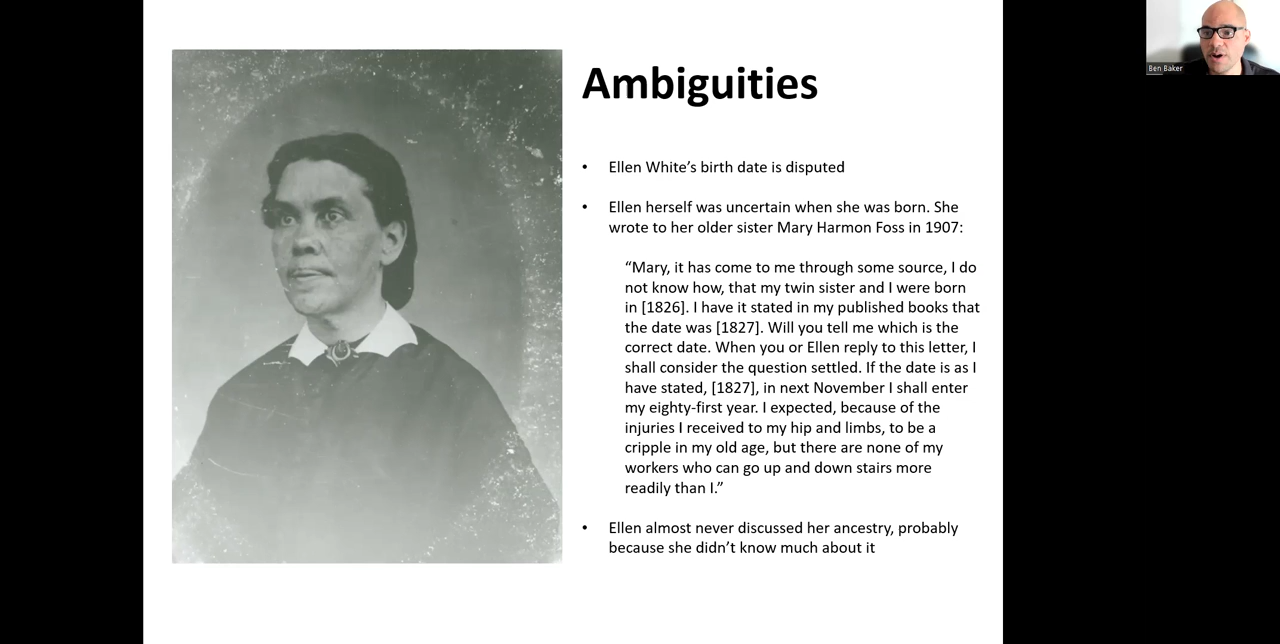 Ambiguities
• Ellen White’s birth date is disputed
• Ellen herself was uncertain when she was born. She
wrote to her older sister Mary Harmon Foss in 1907:
“Mary, it has come to me through some source, I do
not know how, that my twin sister and I were born
in [1826]. I have it stated in my published books that
the date was [1827]. Will you tell me which is the
correct date. When you or Ellen reply to this letter, I
shall consider the question settled. If the date is as I
have stated, [1827], in next November I shall enter
my eighty-first year. I expected, because of the
injuries I received to my hip and limbs, to be a
cripple in my old age, but there are none of my
workers who can go up and down stairs more
readily than I.”
• Ellen almost never discussed her ancestry, probably
because she didn’t know much about it
Ben Baker